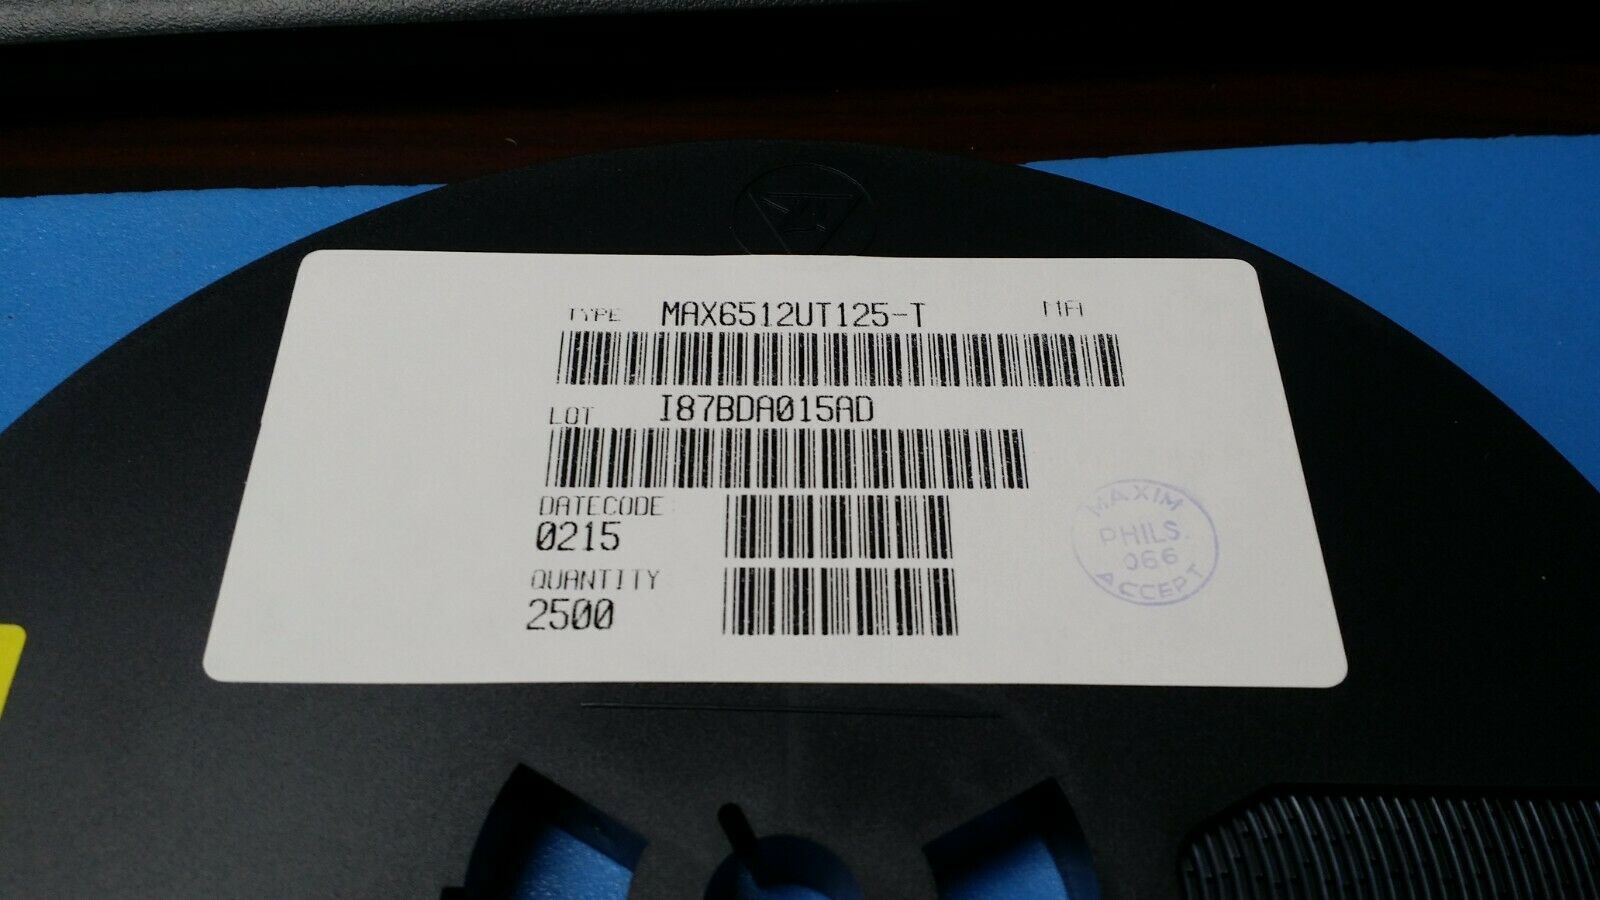 TYPE MAX6512UT125-T MA
LOT I87BDA015AD
DATECODE
0215
QUANTITY
2500
MAXIM
PHILS.
066
ACCEPT